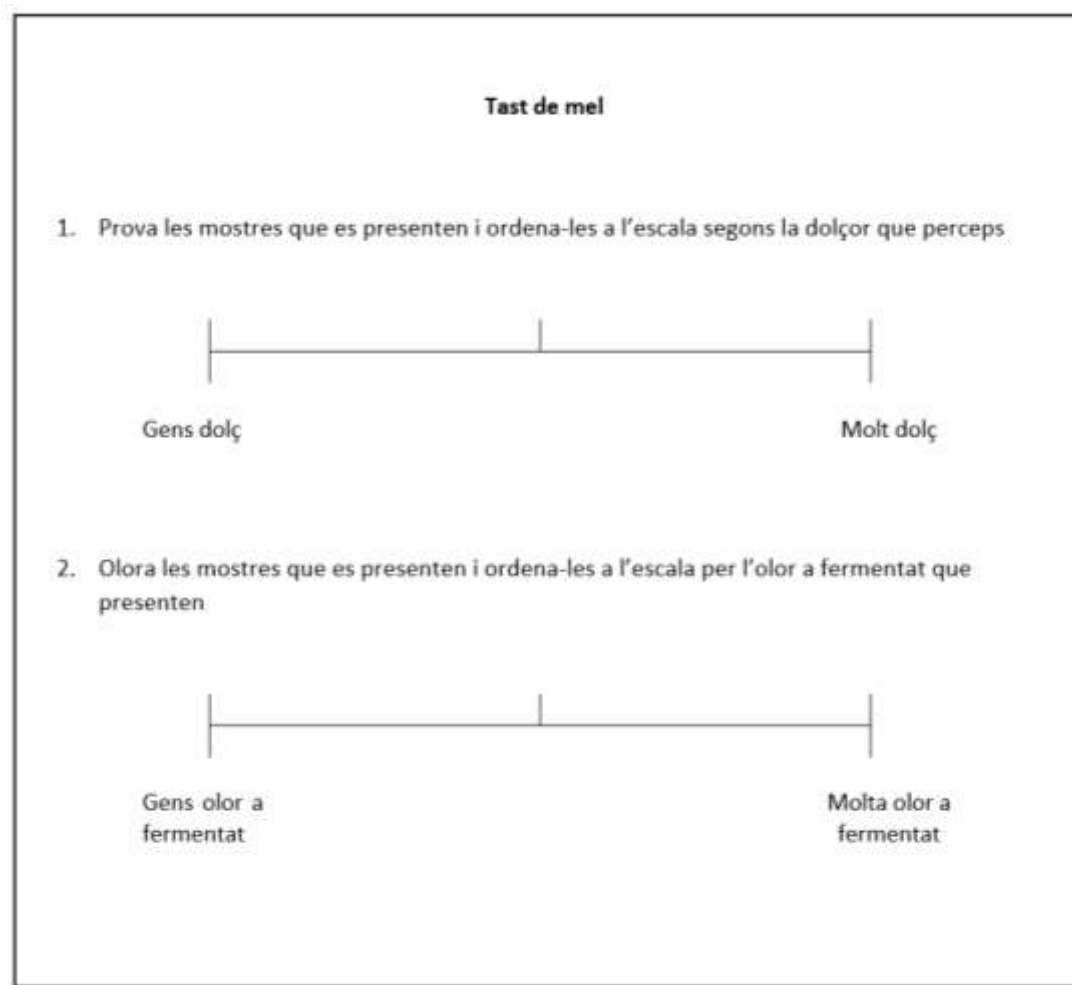 Tast de mel
1. Prova les mostres que es presenten i ordena-les a l'escala segons la dolçor que perceps
Gens dolç
Molt dolç
2. Olora les mostres que es presenten i ordena-les a l'escala per l'olor a fermentat que
presenten
Gens olor a
fermentat
Molta olor a
fermentat